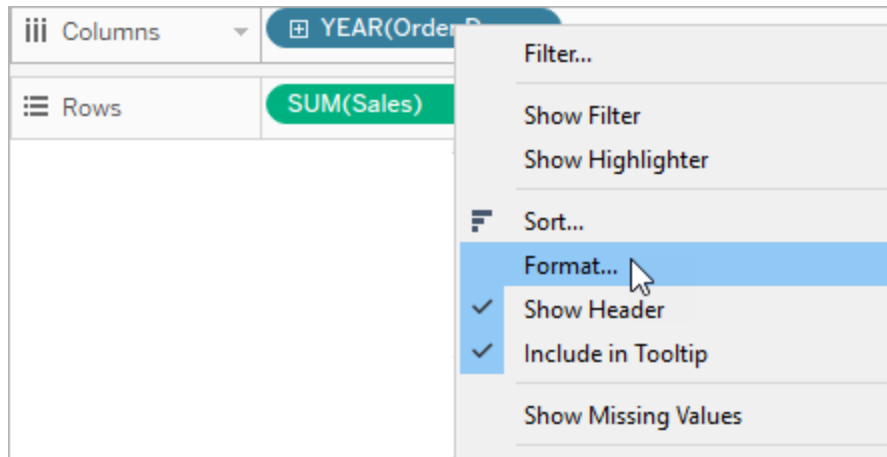 Columns
YEAR(Order
Filter...
Show Filter
Rows
SUM(Sales)
Show Highlighter
Sort...
Format...
Show Header
Include in Tooltip
Show Missing Values